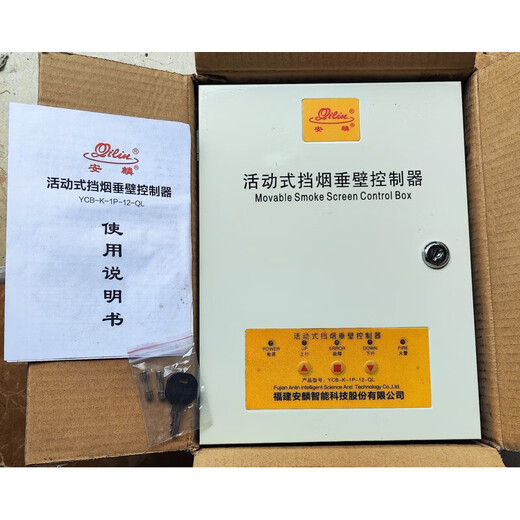 Qilin®
安麟
活动式挡烟垂壁控制器
YCB-K-1P-12-QL
使用说明书
Qilin®
安麟
活动式挡烟垂壁控制器
Movable Smoke Screen Control Box
活动式挡烟垂壁控制器
POWER UP ERROR DOWN FIRE
电源 上行 故障 下行 火警
产品型号: YCB-K-1P-12-QL
Fujian Anlin Intelligent Science And Technology Co.,Ltd.
福建安麟智能科技股份有限公司